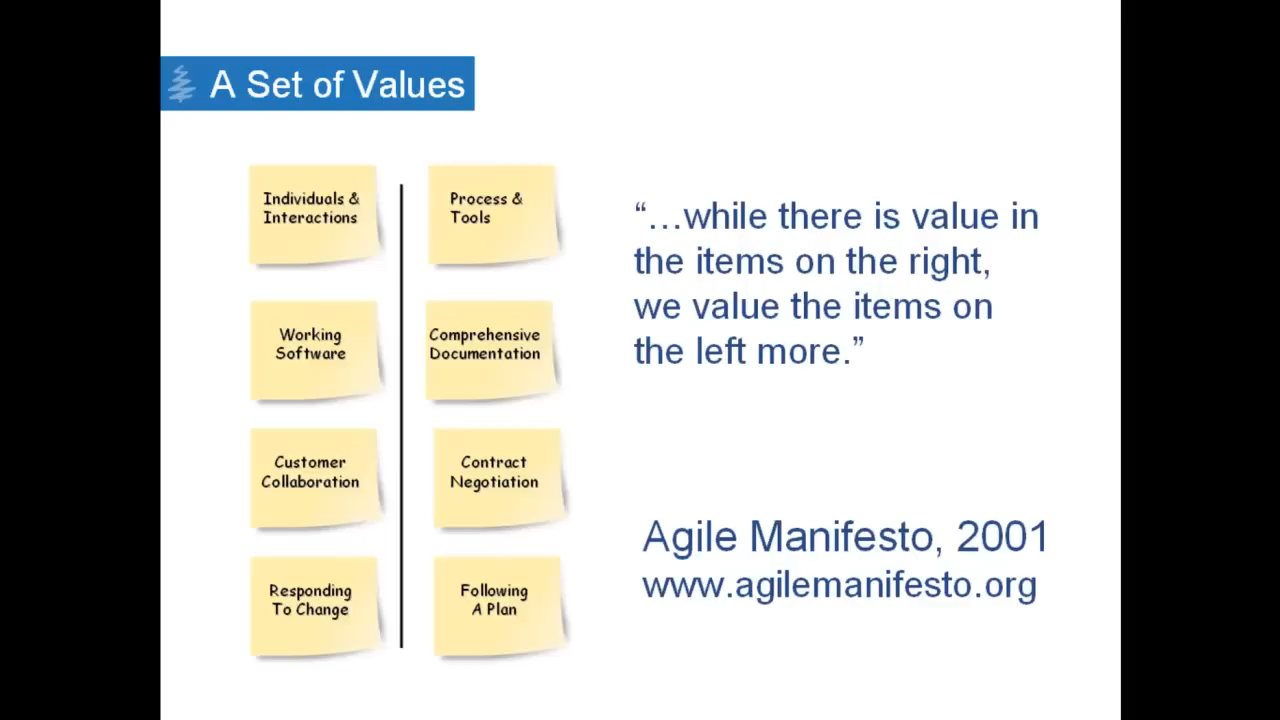 A Set of Values
Individuals &
Interactions
Process &
Tools
Working
Software
Comprehensive
Documentation
Customer
Collaboration
Contract
Negotiation
Responding
To Change
Following
A Plan
“…while there is value in
the items on the right,
we value the items on
the left more.”
Agile Manifesto, 2001
www.agilemanifesto.org